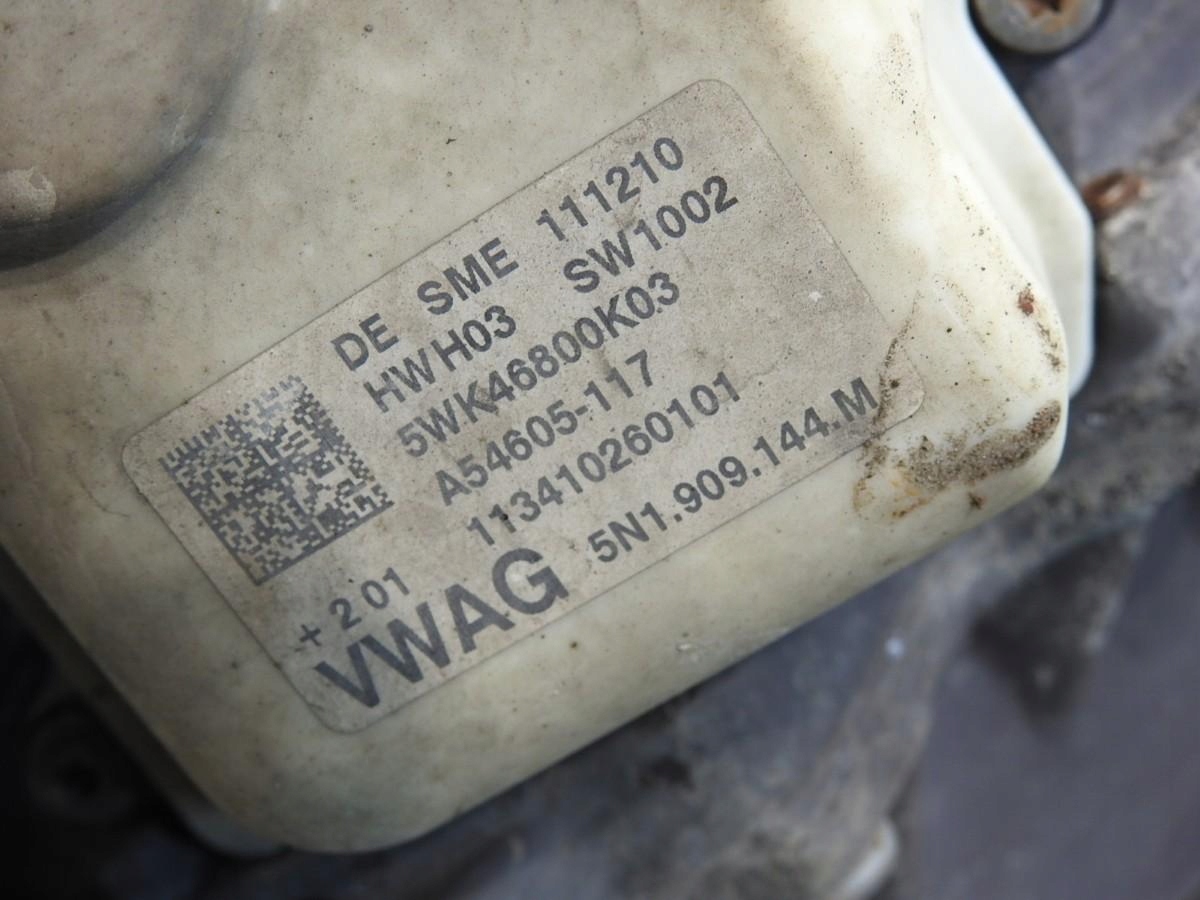 DE SME 111210
HWH03 SW1002
5WK46800K03
A54605-117
113410260101
+ 201
VWAG 5N1.909.144.M